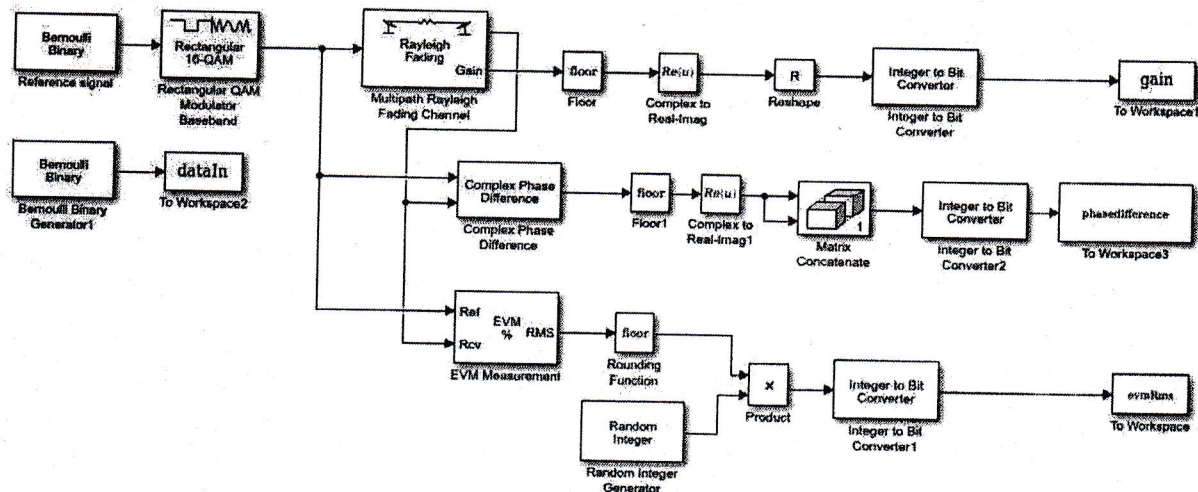 Bernoulli
Binary
Reference signal
Rectangular
16-QAM
Rectangular QAM
Modulator
Baseband
Rayleigh
Fading
Gain
Multipath Rayleigh
Fading Channel
floor
Floor
Re(u)
Complex to
Real-Imag
R
Reshape
Integer to Bit
Converter
Integer to Bit
Converter
gain
To Workspace1
Bernoulli
Binary
Bernoulli Binary
Generator1
dataIn
To Workspace2
Complex Phase
Difference
Complex Phase
Difference
floor
Floor1
Re(u)
Complex to
Real-Imag1
1
Matrix
Concatenate
Integer to Bit
Converter
Integer to Bit
Converter2
phasedifference
To Workspace3
Ref
Rcv
EVM
%
RMS
EVM Measurement
floor
Rounding
Function
Random
Integer
Random Integer
Generator
×
Product
Integer to Bit
Converter
Integer to Bit
Converter1
evmRms
To Workspace